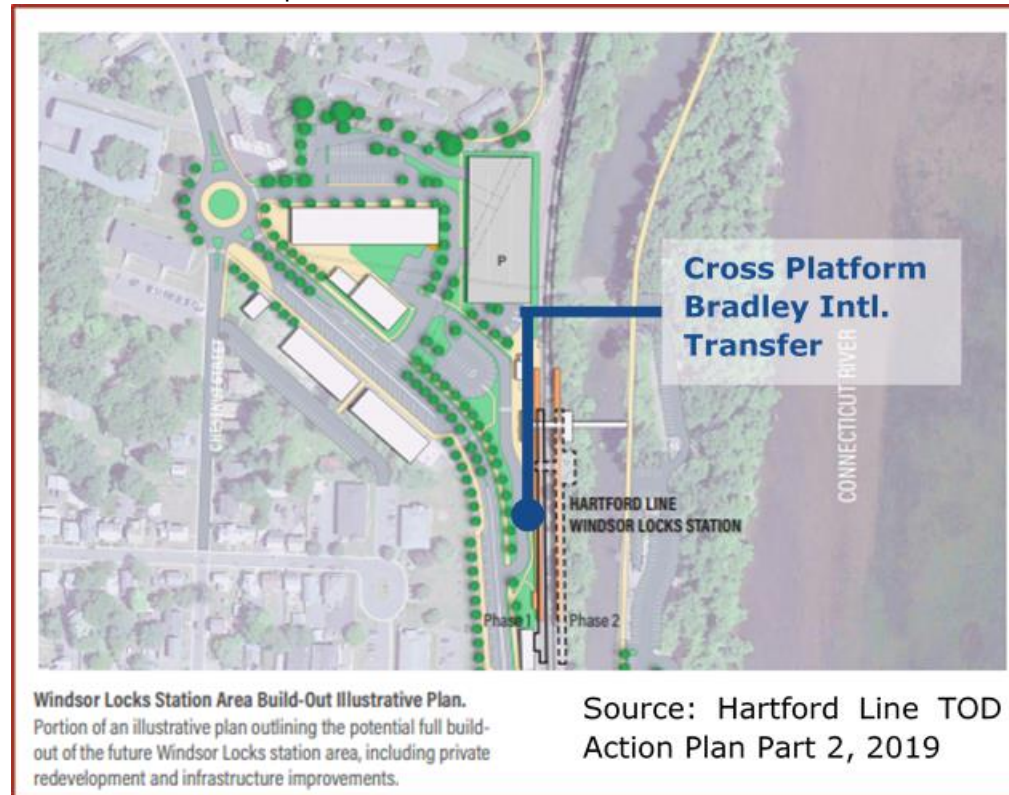 Cross Platform
Bradley Intl.
Transfer
P
CHESTNUT STREET
CONNECTICUT RIVER
HARTFORD LINE
WINDSOR LOCKS STATION
Phase 1
Phase 2
Windsor Locks Station Area Build-Out Illustrative Plan.
Portion of an illustrative plan outlining the potential full build-
out of the future Windsor Locks station area, including private
redevelopment and infrastructure improvements.
Source: Hartford Line TOD
Action Plan Part 2, 2019